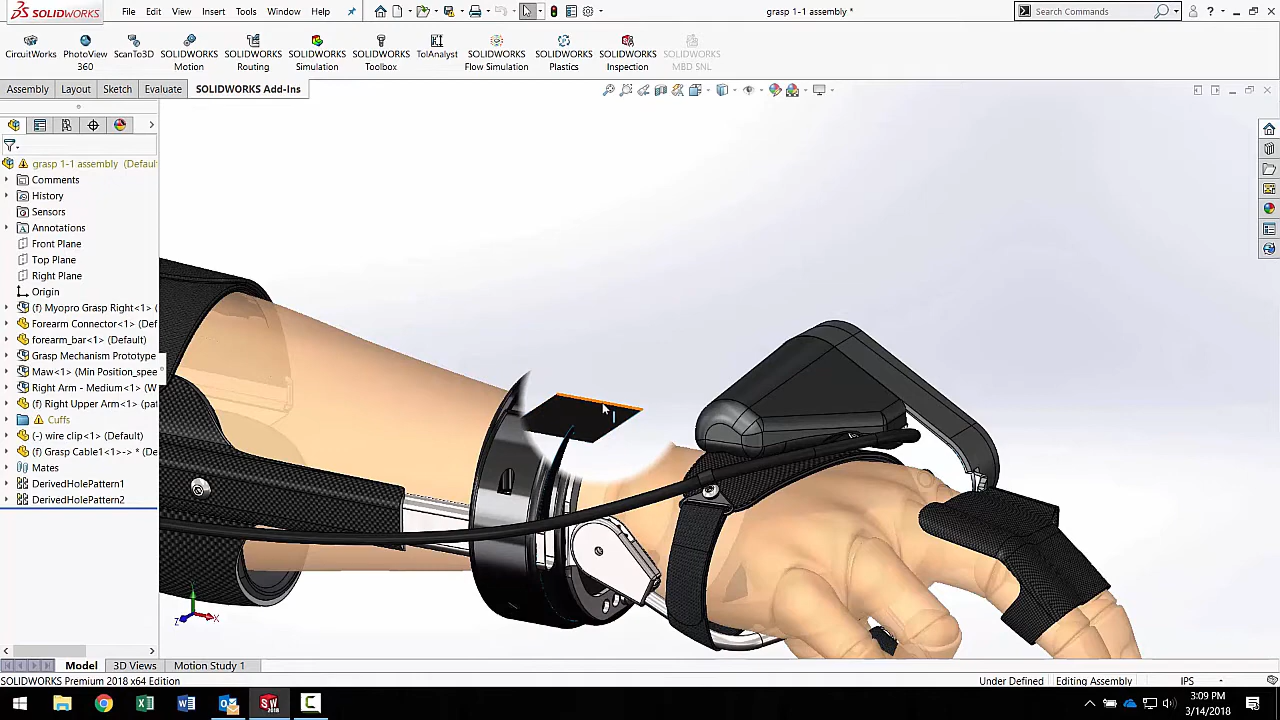 SOLIDWORKS File Edit View Insert Tools Window Help grasp 1-1 assembly * Search Commands ?
CircuitWorks
PhotoView 360
ScanTo3D
SOLIDWORKS Motion
SOLIDWORKS Routing
SOLIDWORKS Simulation
SOLIDWORKS Toolbox
TolAnalyst
SOLIDWORKS Flow Simulation
SOLIDWORKS Plastics
SOLIDWORKS Inspection
SOLIDWORKS MBD SNL
Assembly Layout Sketch Evaluate SOLIDWORKS Add-Ins
grasp 1-1 assembly (Defaul
Comments
History
Sensors
Annotations
Front Plane
Top Plane
Right Plane
Origin
(f) Myopro Grasp Right<1> (
Forearm Connector<1> (Def
forearm_bar<1> (Default)
Grasp Mechanism Prototype
Maw<1> (Min Position_spee
Right Arm - Medium<1> (W
(f) Right Upper Arm<1> (pat
Cuffs
(-) wire clip<1> (Default)
(f) Grasp Cable1<1>-> * (De
Mates
DerivedHolePattern1
DerivedHolePattern2
Z X
Model 3D Views Motion Study 1
SOLIDWORKS Premium 2018 x64 Edition Under Defined Editing Assembly IPS
3:09 PM
3/14/2018